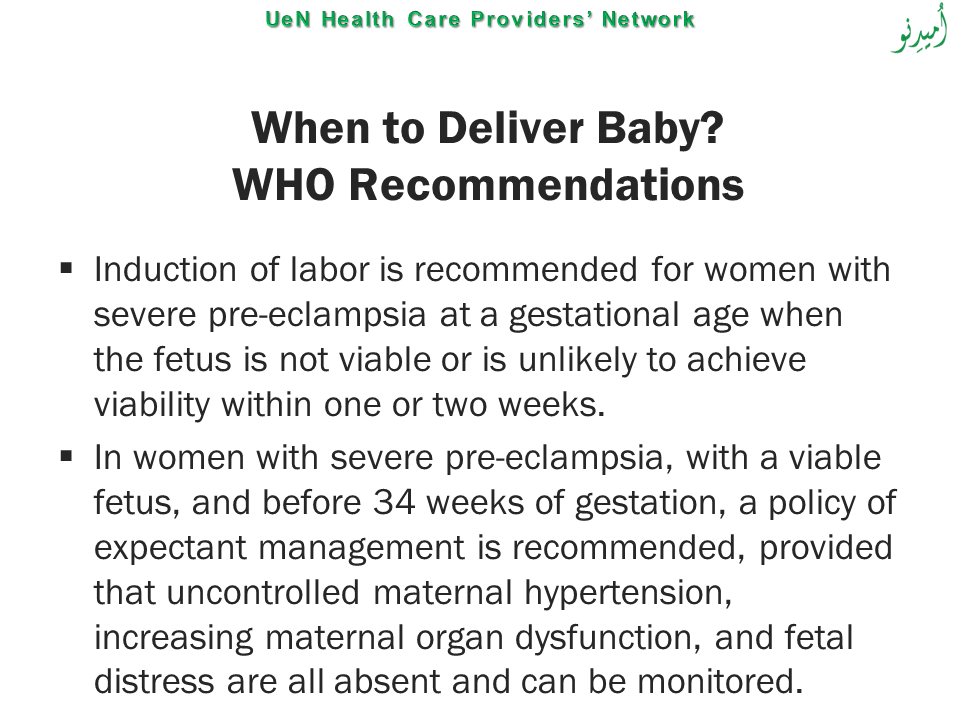 UeN Health Care Providers’ Network
اُمیدِنو
When to Deliver Baby?
WHO Recommendations
▪ Induction of labor is recommended for women with
severe pre-eclampsia at a gestational age when
the fetus is not viable or is unlikely to achieve
viability within one or two weeks.
▪ In women with severe pre-eclampsia, with a viable
fetus, and before 34 weeks of gestation, a policy of
expectant management is recommended, provided
that uncontrolled maternal hypertension,
increasing maternal organ dysfunction, and fetal
distress are all absent and can be monitored.